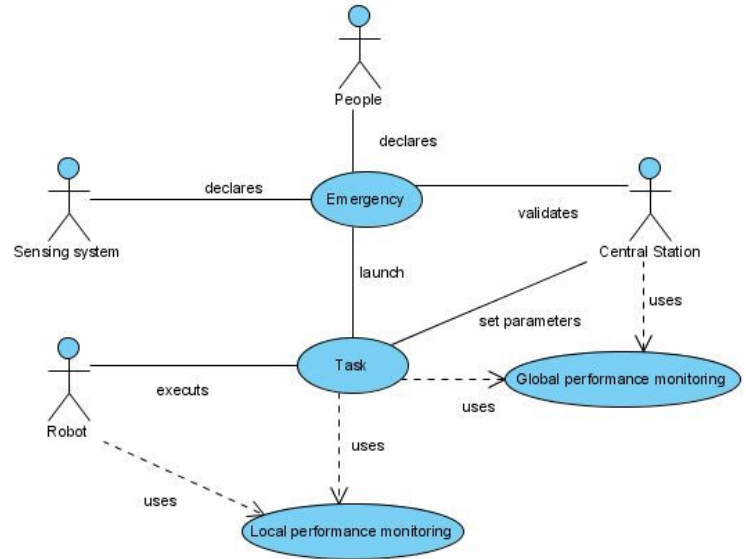 People
declares
declares
Emergency
validates
Sensing system
Central Station
launch
uses
set parameters
Task
Global performance monitoring
executs
uses
Robot
uses
uses
Local performance monitoring